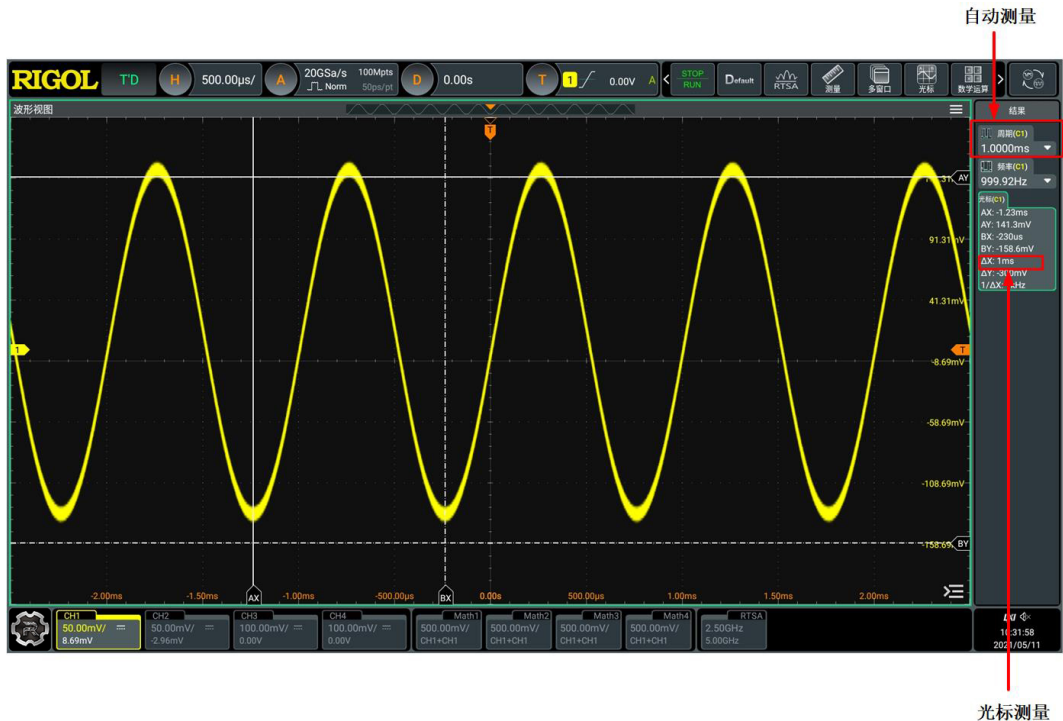 自动测量
RIGOL T'D H 500.00μs/ A 20GSa/s 100Mpts D 0.00s T 1 0.00V A < STOP Default RTSA 测量 多窗口 光标 数学运算 >
Norm 50ps/pt RUN
波形视图
结果
T
周期(C1)
1.0000ms
频率(C1)
999.92Hz
光标(C1)
AX: -1.23ms
AY: 141.3mV
BX: -230us
BY: -158.6mV
ΔX: 1ms
ΔY: -300mV
AY
91.31mV
41.31mV
1
T
-8.69mV
-58.69mV
-108.69mV
BY
-2.00ms -1.50ms AX -1.00ms -500.00μs BX 0.00s 500.00μs 1.00ms 1.50ms 2.00ms
CH1 CH2 CH3 CH4 Math1 Math2 Math3 Math4 RTSA
50.00mV/ 50.00mV/ 100.00mV/ 100.00mV/ 500.00mV/ 500.00mV/ 500.00mV/ 500.00mV/ 2.50GHz
8.69mV -2.96mV 0.00V 0.00V CH1+CH1 CH1+CH1 CH1+CH1 CH1+CH1 5.00GHz
LXI
10:31:58
2021/05/11
光标测量